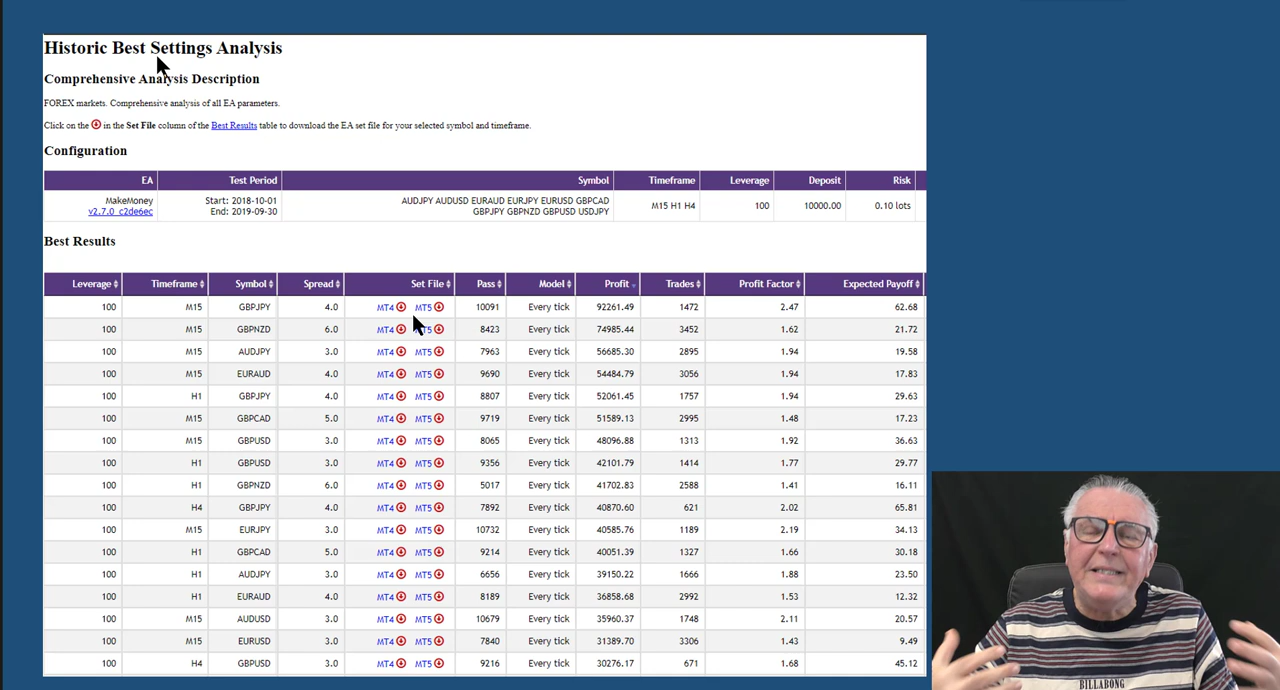 Historic Best Settings Analysis
Comprehensive Analysis Description
FOREX markets. Comprehensive analysis of all EA parameters.
Click on the in the Set File column of the Best Results table to download the EA set file for your selected symbol and timeframe.
Configuration
EA Test Period Symbol Timeframe Leverage Deposit Risk
MakeMoney Start: 2018-10-01 AUDJPY AUDUSD EURAUD EURJPY EURUSD GBPCAD M15 H1 H4 100 10000.00 0.10 lots
v2.7.0_c2de6ec End: 2019-09-30 GBPJPY GBPNZD GBPUSD USDJPY
Best Results
Leverage Timeframe Symbol Spread Set File Pass Model Profit Trades Profit Factor Expected Payoff
100 M15 GBPJPY 4.0 MT4 MT5 10091 Every tick 92261.49 1472 2.47 62.68
100 M15 GBPNZD 6.0 MT4 MT5 8423 Every tick 74985.44 3452 1.62 21.72
100 M15 AUDJPY 3.0 MT4 MT5 7963 Every tick 56685.30 2895 1.94 19.58
100 M15 EURAUD 4.0 MT4 MT5 9690 Every tick 54484.79 3056 1.94 17.83
100 H1 GBPJPY 4.0 MT4 MT5 8807 Every tick 52061.45 1757 1.94 29.63
100 M15 GBPCAD 5.0 MT4 MT5 9719 Every tick 51589.13 2995 1.48 17.23
100 M15 GBPUSD 3.0 MT4 MT5 8065 Every tick 48096.88 1313 1.92 36.63
100 H1 GBPUSD 3.0 MT4 MT5 9356 Every tick 42101.79 1414 1.77 29.77
100 H1 GBPNZD 6.0 MT4 MT5 5017 Every tick 41702.83 2588 1.41 16.11
100 H4 GBPJPY 4.0 MT4 MT5 7892 Every tick 40870.60 621 2.02 65.81
100 M15 EURJPY 3.0 MT4 MT5 10732 Every tick 40585.76 1189 2.19 34.13
100 H1 GBPCAD 5.0 MT4 MT5 9214 Every tick 40051.39 1327 1.66 30.18
100 H1 AUDJPY 3.0 MT4 MT5 6656 Every tick 39150.22 1666 1.88 23.50
100 H1 EURAUD 4.0 MT4 MT5 8189 Every tick 36858.68 2992 1.53 12.32
100 M15 AUDUSD 3.0 MT4 MT5 10679 Every tick 35960.37 1748 2.11 20.57
100 M15 EURUSD 3.0 MT4 MT5 7840 Every tick 31389.70 3306 1.43 9.49
100 H4 GBPUSD 3.0 MT4 MT5 9216 Every tick 30276.17 671 1.68 45.12
BILLABONG